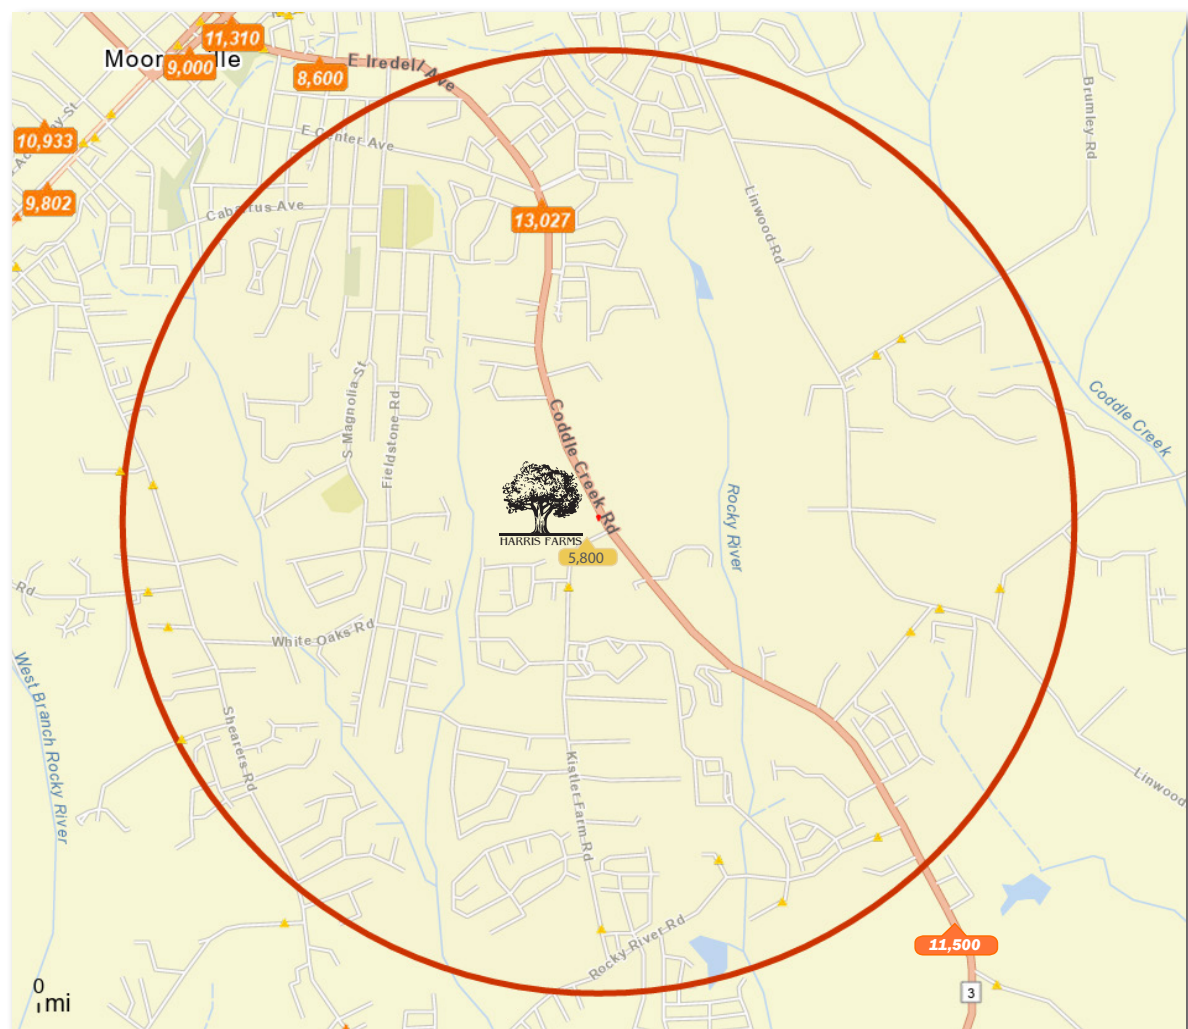 11,310
Moor lle
9,000
8,600
E Iredell Ave
10,933
E Center Ave
9,802
Cabarrus Ave
13,027
Brumley Rd
Linwood Rd
S Magnolia St
Fieldstone Rd
Coddle Creek Rd
Coddle Creek
HARRIS FARMS
5,800
Rocky River
Rd
White Oaks Rd
West Branch Rocky River
Shearers Rd
Kistler Farm Rd
Linwood
Rocky River Rd
11,500
3
0
mi